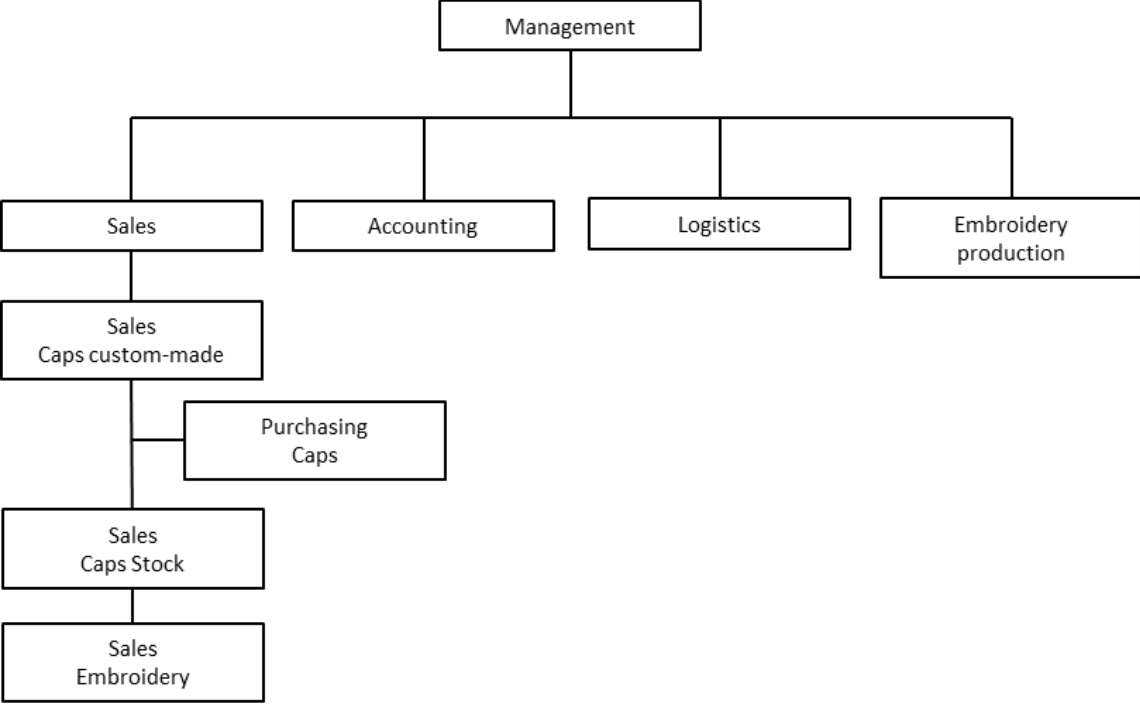 Management
Sales
Accounting
Logistics
Embroidery
production
Sales
Caps custom-made
Purchasing
Caps
Sales
Caps Stock
Sales
Embroidery